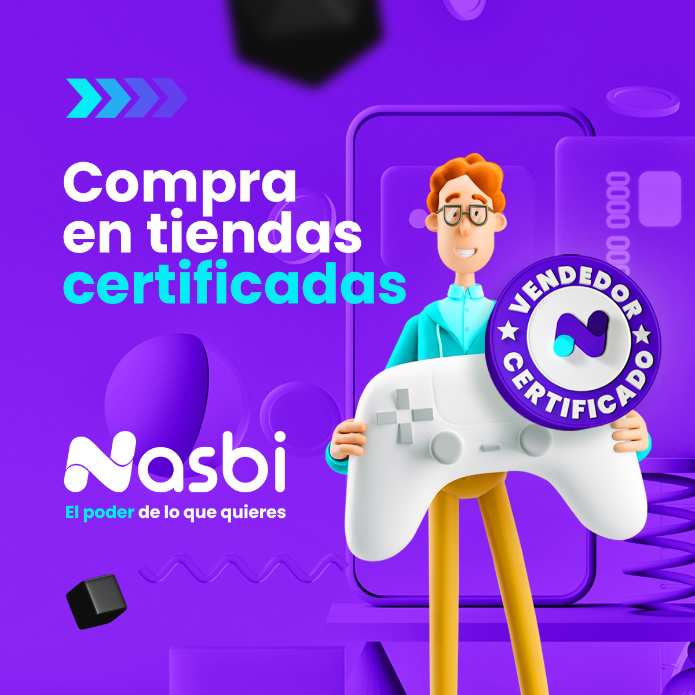 Compra
en tiendas
certificadas
VENDEDOR
CERTIFICADO
Nasbi
El poder de lo que quieres